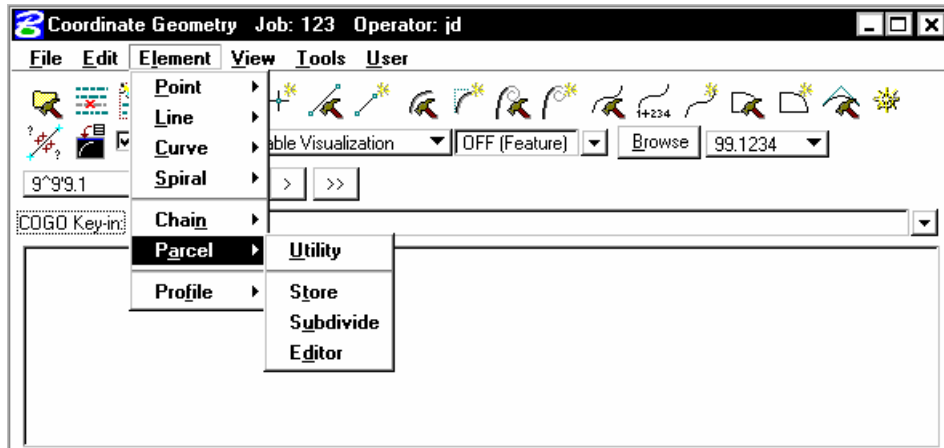 Coordinate Geometry Job: 123 Operator: jd
File Edit Element View Tools User
Point
Line
Curve
Spiral
Chain
Parcel
Profile
Utility
Store
Subdivide
Editor
1+234
able Visualization OFF (Feature) Browse 99.1234
9^9'9.1 > >>
COGO Key-in: